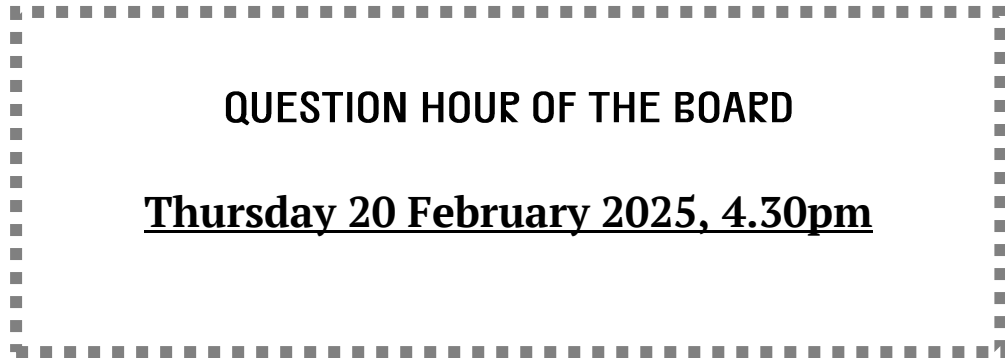 QUESTION HOUR OF THE BOARD
Thursday 20 February 2025, 4.30pm